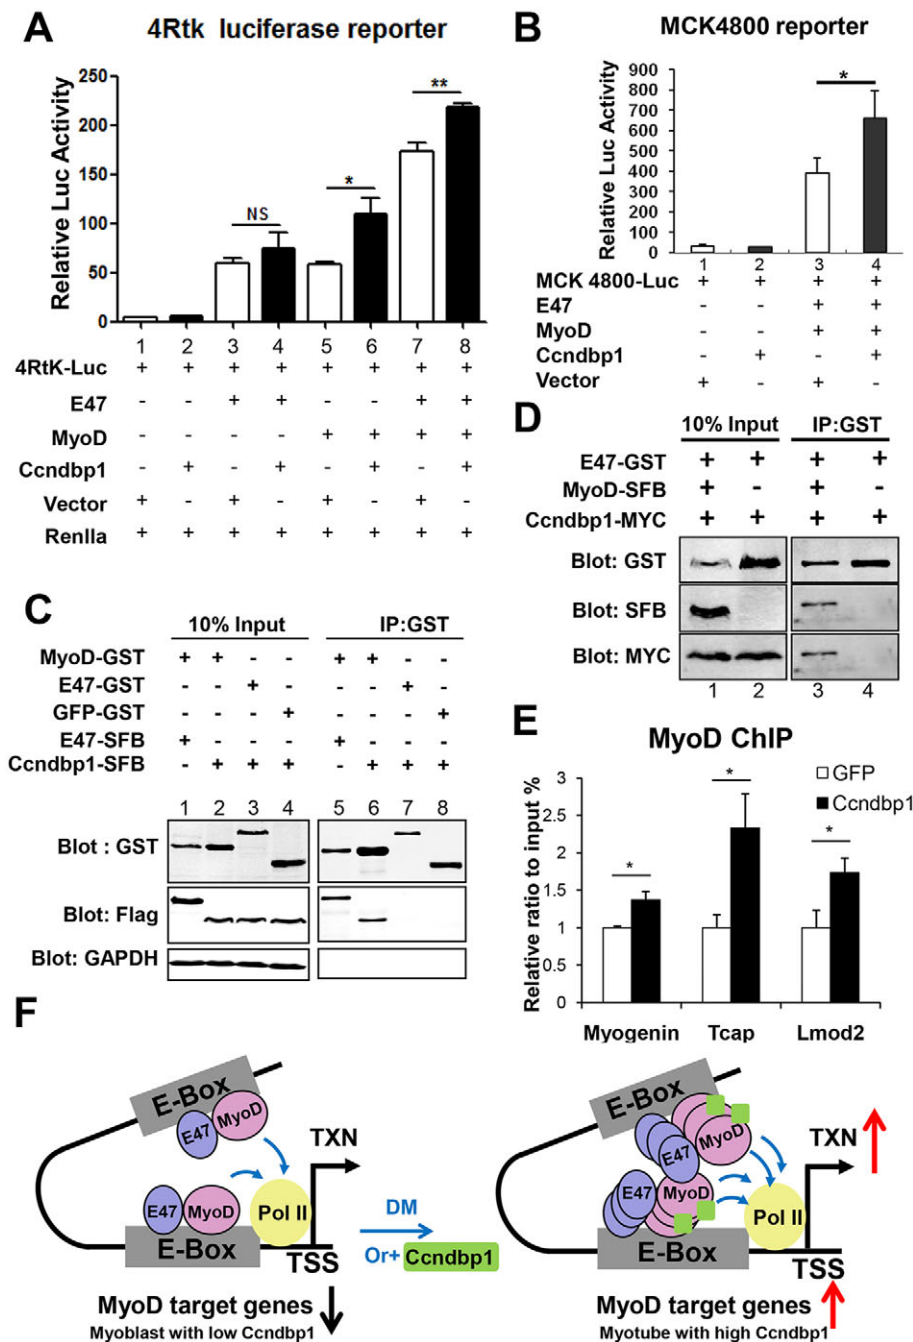 A
4Rtk luciferase reporter
Relative Luc Activity
250
200
150
100
50
0
NS
*
**
1 2 3 4 5 6 7 8
4RtK-Luc + + + + + + + +
E47 - - + + - - + +
MyoD - - - - + + + +
Ccndbp1 - + - + - + - +
Vector + - + - + - + -
Renlla + + + + + + + +
B
MCK4800 reporter
Relative Luc Activity
900
800
700
600
500
400
300
200
100
0
*
1 2 3 4
MCK 4800-Luc + + + +
E47 - - + +
MyoD - - + +
Ccndbp1 - + - +
Vector + - + -
C
10% Input IP:GST
MyoD-GST + + - - + + - -
E47-GST - - + - - - + -
GFP-GST - - - + - - - +
E47-SFB + - - - + - - -
Ccndbp1-SFB - + + + - + + +
1 2 3 4 5 6 7 8
Blot : GST
Blot: Flag
Blot: GAPDH
D
10% Input IP:GST
E47-GST + + + +
MyoD-SFB + - + -
Ccndbp1-MYC + + + +
Blot: GST
Blot: SFB
Blot: MYC
1 2 3 4
E
MyoD ChIP
Relative ratio to input %
3
2.5
2
1.5
1
0.5
0
*
*
*
GFP
Ccndbp1
Myogenin Tcap Lmod2
F
E-Box
E47 MyoD
TXN
E47 MyoD
Pol II
E-Box
TSS
MyoD target genes
Myoblast with low Ccndbp1
DM
Or+ Ccndbp1
E-Box
MyoD
E47
TXN
E47 MyoD
Pol II
E-Box
TSS
MyoD target genes
Myotube with high Ccndbp1